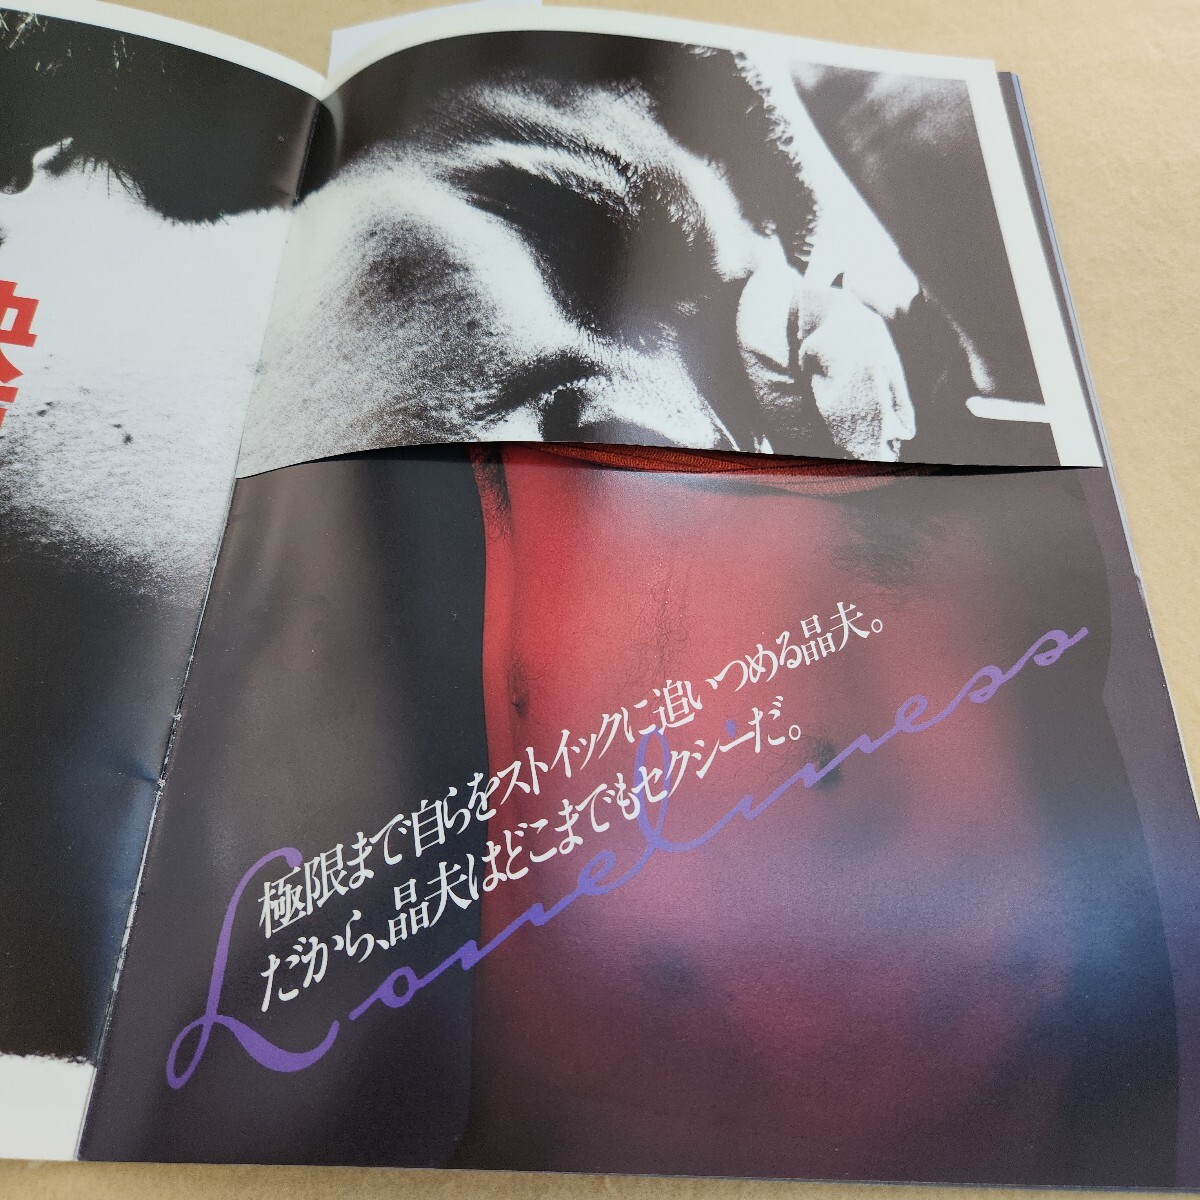 映
極限まで自らをストイックに追いつめる晶夫。
だから、晶夫はどこまでもセクシーだ。
Loneliness